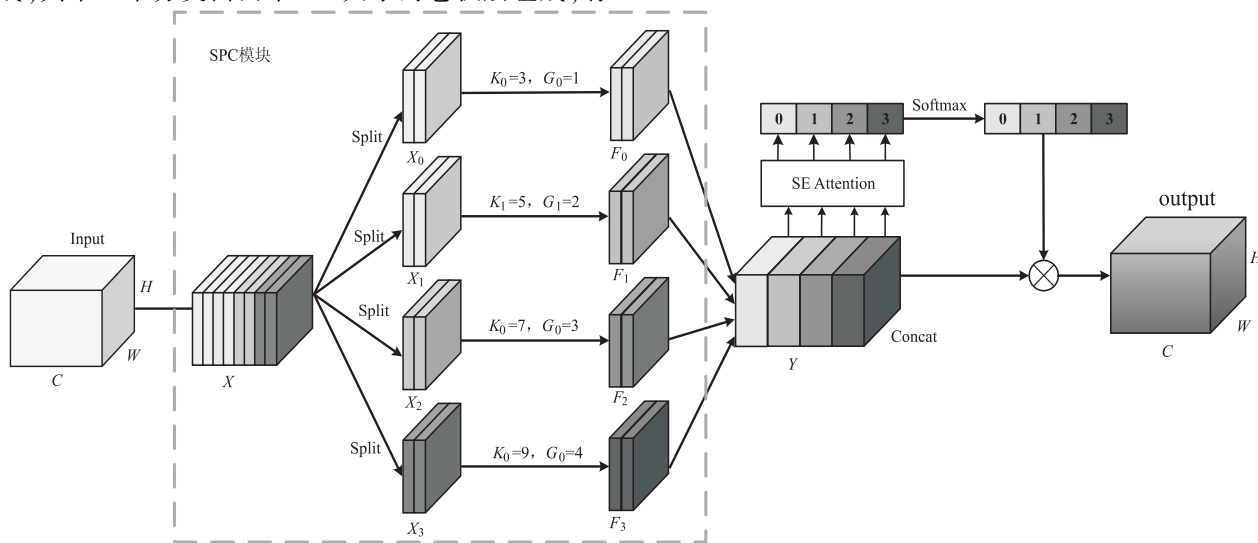 SPC模块
K0=3，G0=1
Split
X0
F0
K1=5，G1=2
Split
X1
F1
K0=7，G0=3
Split
X2
F2
K0=9，G0=4
Split
X3
F3
Input
H
W
C
X
0 1 2 3
Softmax
0 1 2 3
SE Attention
Concat
Y
output
H
W
C